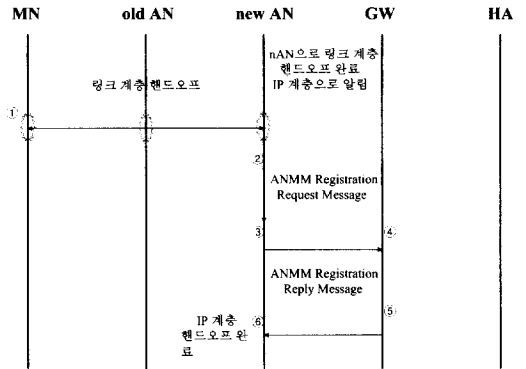 MN old AN new AN GW HA
nAN으로 링크 계층
핸드오프 완료
IP 계층으로 알림
링크 계층 핸드오프
①
②
ANMM Registration
Request Message
③ ④
ANMM Registration
Reply Message
⑤
⑥
IP 계층
핸드오프 완
료